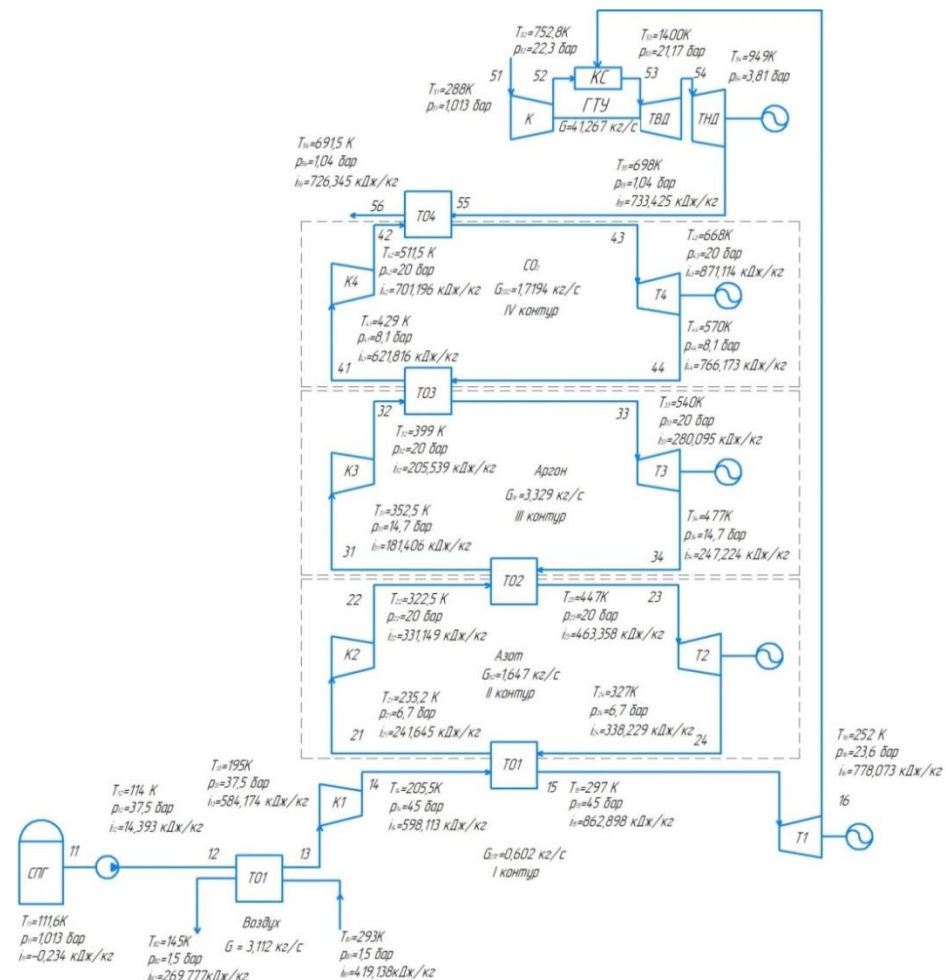 T₅₂=752,8K
p₅₂=22,3 бар
T₅₃=1400K
p₅₃=21,17 бар
T₅₄=949K
p₅₄=3,81 бар
51
52
КС
53
54
T₅₁=288K
p₅₁=1,013 бар
К
ГТУ
G=41,267 кг/с
ТВД
ТНД
T₅₆=691,5 K
p₅₆=1,04 бар
i₅₆=726,345 кДж/кг
T₅₅=698K
p₅₅=1,04 бар
i₅₅=733,425 кДж/кг
56
ТО4
55
42
43
T₄₂=511,5 K
p₄₂=20 бар
i₄₂=701,196 кДж/кг
К4
CO₂
G_CO2=1,7194 кг/с
IV контур
T₄₃=668K
p₄₃=20 бар
i₄₃=871,114 кДж/кг
Т4
T₄₁=429 K
p₄₁=8,1 бар
i₄₁=621,816 кДж/кг
T₄₄=570K
p₄₄=8,1 бар
i₄₄=766,173 кДж/кг
41
44
ТО3
32
33
T₃₂=399 K
p₃₂=20 бар
i₃₂=205,539 кДж/кг
T₃₃=540K
p₃₃=20 бар
i₃₃=280,095 кДж/кг
К3
Аргон
G_Ar=3,329 кг/с
III контур
Т3
T₃₁=352,5 K
p₃₁=14,7 бар
i₃₁=181,406 кДж/кг
T₃₄=477K
p₃₄=14,7 бар
i₃₄=247,224 кДж/кг
31
34
ТО2
22
23
T₂₂=322,5 K
p₂₂=20 бар
i₂₂=331,149 кДж/кг
T₂₃=447K
p₂₃=20 бар
i₂₃=463,358 кДж/кг
К2
Азот
G_N2=1,647 кг/с
II контур
Т2
T₂₁=235,2 K
p₂₁=6,7 бар
i₂₁=241,645 кДж/кг
T₂₄=327K
p₂₄=6,7 бар
i₂₄=338,229 кДж/кг
21
24
ТО1
T₁₆=252 K
p₁₆=23,6 бар
i₁₆=778,073 кДж/кг
T₁₃=195K
p₁₃=37,5 бар
i₁₃=584,174 кДж/кг
14
15
16
T₁₂=114 K
p₁₂=37,5 бар
i₁₂=14,393 кДж/кг
К1
T₁₄=205,5K
p₁₄=45 бар
i₁₄=598,113 кДж/кг
T₁₅=297 K
p₁₅=45 бар
i₁₅=862,898 кДж/кг
Т1
11
12
13
СПГ
ТО1
=0,602 кг/с
I контур
T₁₁=111,6K
p₁₁=1,013 бар
i₁₁=-0,234 кДж/кг
Воздух
G = 3,112 кг/с
T₈₂=145K
p₈₂=1,5 бар
i₈₂=269,777кДж/кг
T₈₁=293K
p₈₁=1,5 бар
i₈₁=419,138кДж/кг